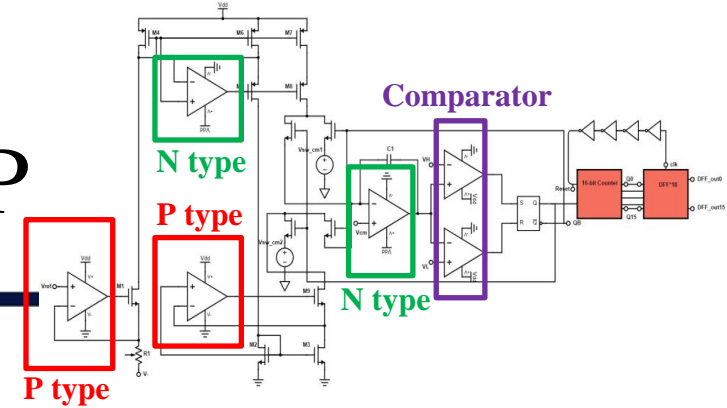 Vdd
M4
M6
M7
M8
N type
Comparator
P
P type
Vdd
Vref
M1
R1
V-
P type
Vsw_cm1
Vsw_cm2
C1
Vcm
N type
VH
VL
S Q
R Q
QB
M9
M2
M3
Reset
clk
16-bit Counter
Q0
Q15
DFF*16
DFF_out0
DFF_out15